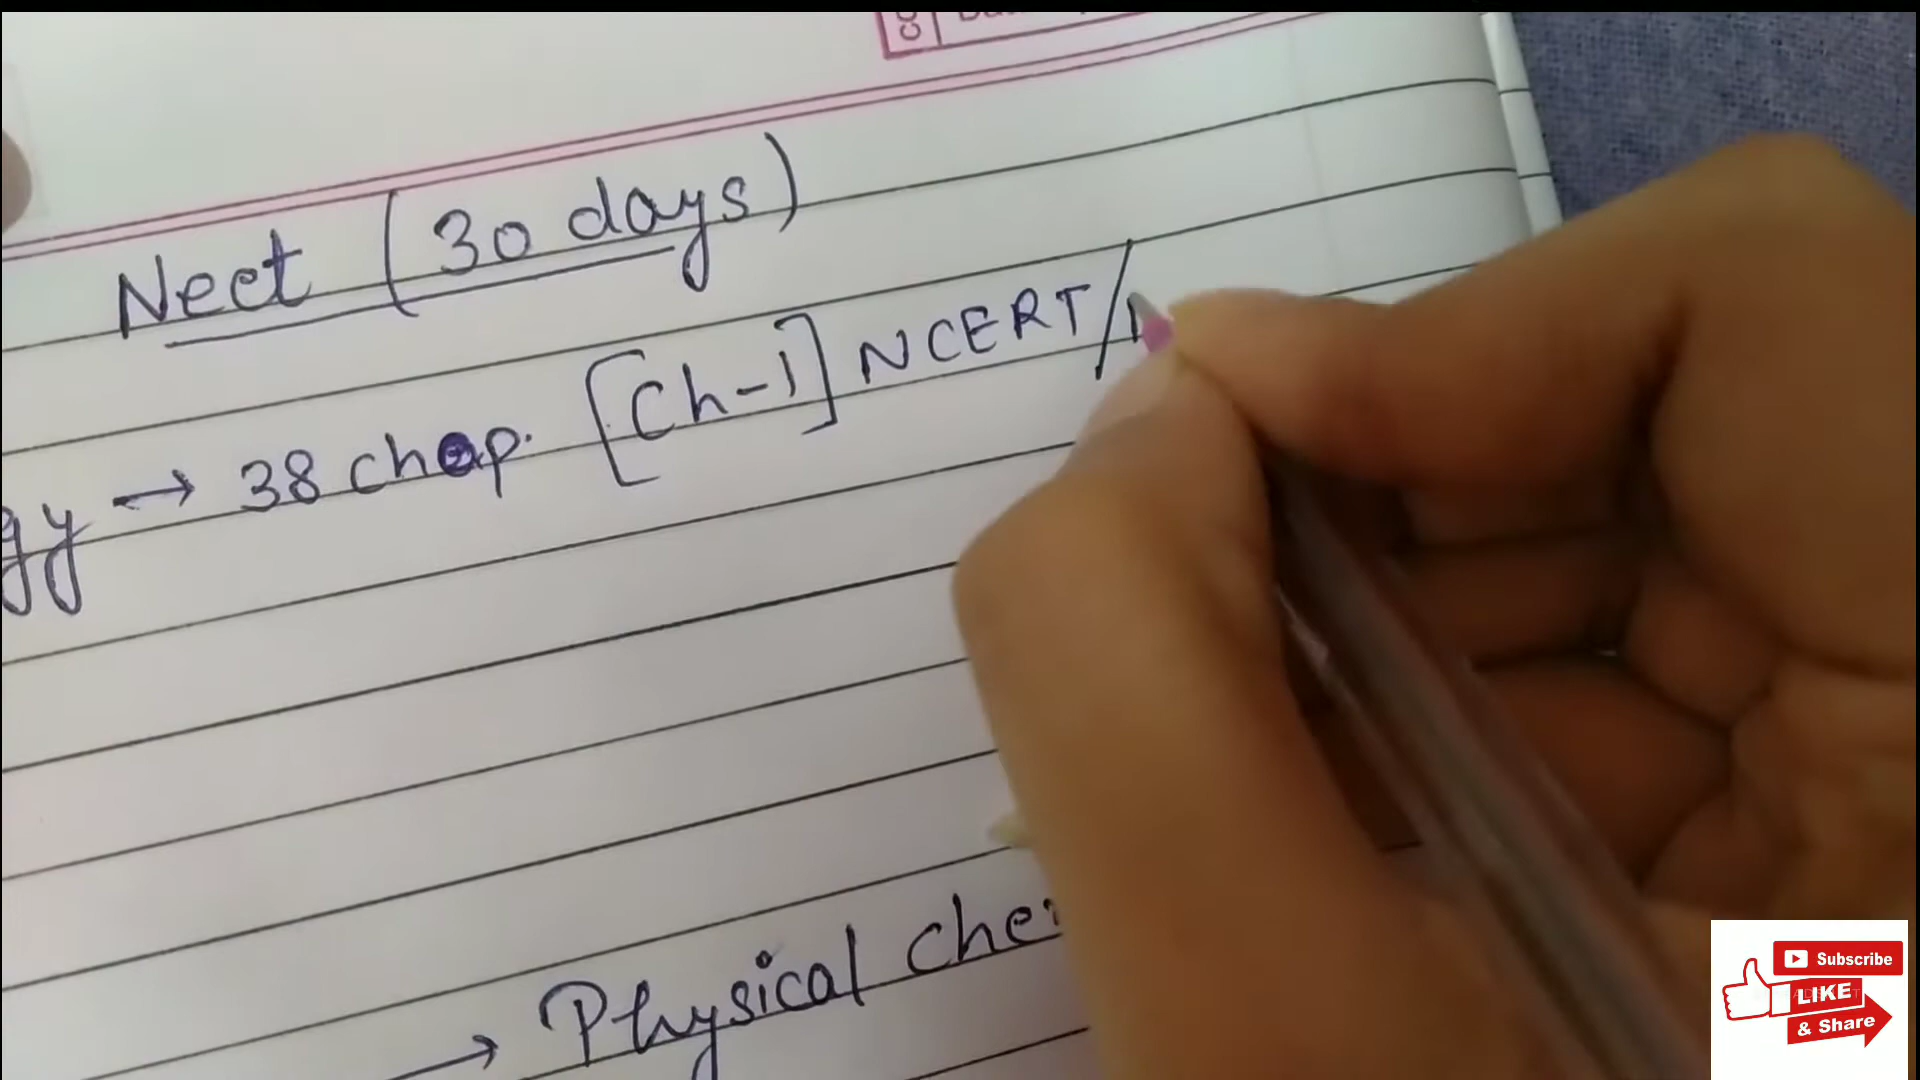 Neet (30 days)
gy → 38 chap. [Ch-1] NCERT/
→ Physical Che
Subscribe
LIKE
& Share